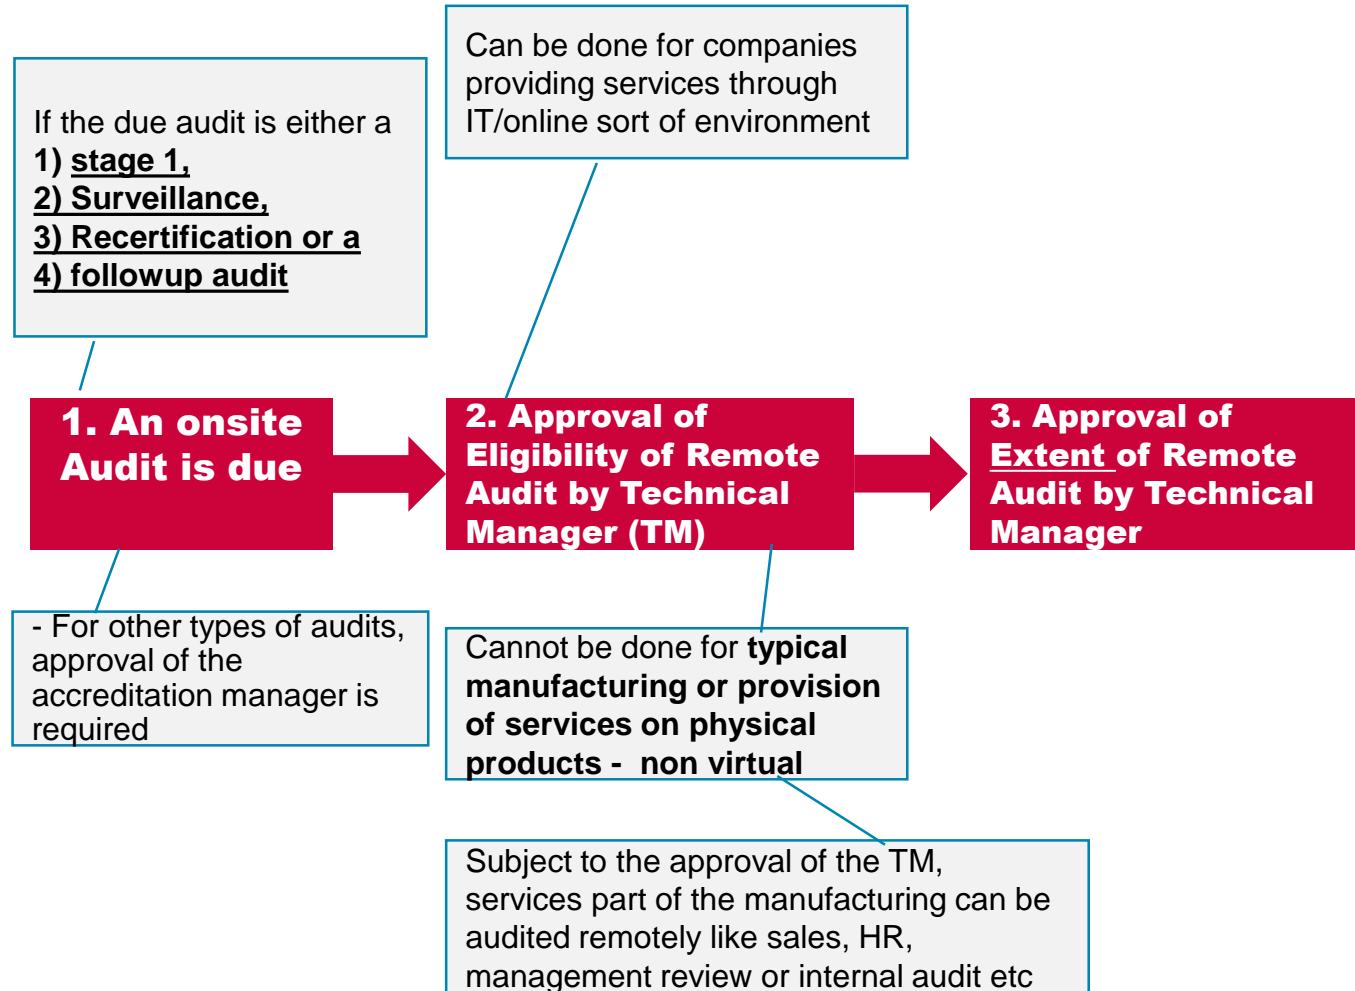 Can be done for companies
providing services through
IT/online sort of environment
If the due audit is either a
1) stage 1,
2) Surveillance,
3) Recertification or a
4) followup audit
1. An onsite
Audit is due
2. Approval of
Eligibility of Remote
Audit by Technical
Manager (TM)
3. Approval of
Extent of Remote
Audit by Technical
Manager
- For other types of audits,
approval of the
accreditation manager is
required
Cannot be done for typical
manufacturing or provision
of services on physical
products - non virtual
Subject to the approval of the TM,
services part of the manufacturing can be
audited remotely like sales, HR,
management review or internal audit etc